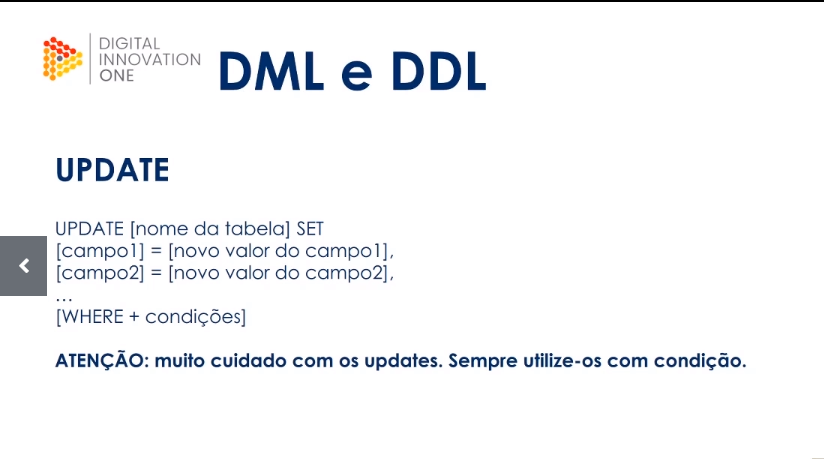 DIGITAL
INNOVATION
ONE
DML e DDL
UPDATE
UPDATE [nome da tabela] SET
[campo1] = [novo valor do campo1],
[campo2] = [novo valor do campo2],
...
[WHERE + condições]
ATENÇÃO: muito cuidado com os updates. Sempre utilize-os com condição.